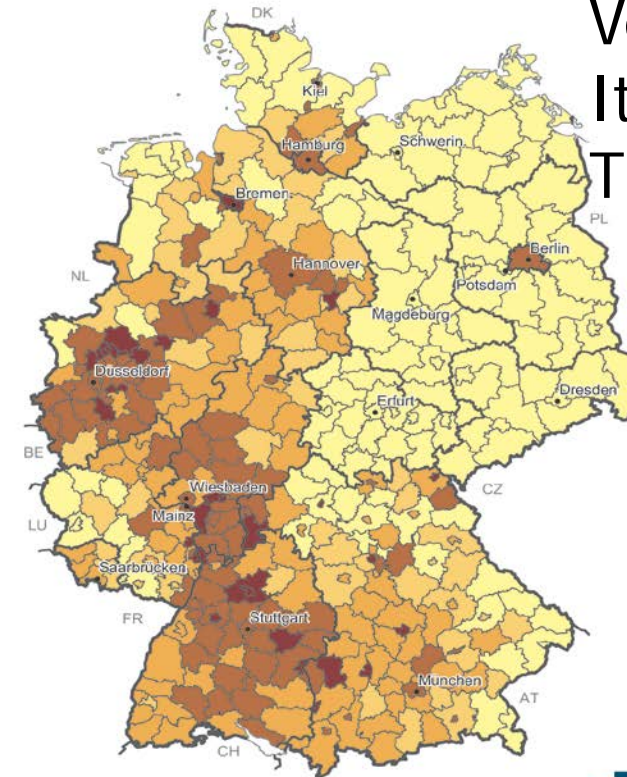 DK
Kiel
Hamburg
Schwerin
Bremen
PL
Berlin
NL
Hannover
Potsdam
Magdeburg
Düsseldorf
Erfurt
Dresden
BE
Wiesbaden
CZ
Mainz
LU
Saarbrücken
FR
Stuttgart
München
AT
CH
It
T